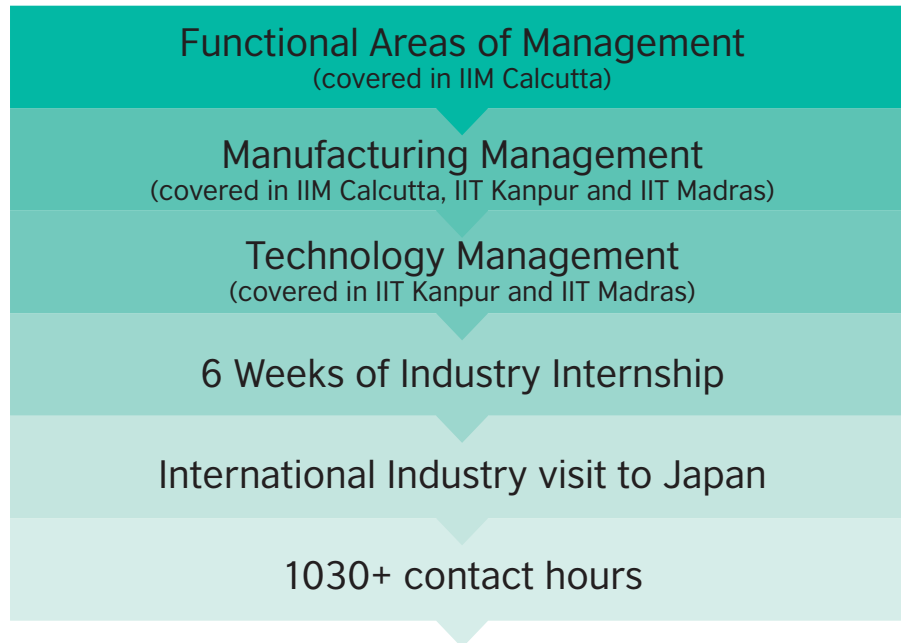 Functional Areas of Management
(covered in IIM Calcutta)
Manufacturing Management
(covered in IIM Calcutta, IIT Kanpur and IIT Madras)
Technology Management
(covered in IIT Kanpur and IIT Madras)
6 Weeks of Industry Internship
International Industry visit to Japan
1030+ contact hours